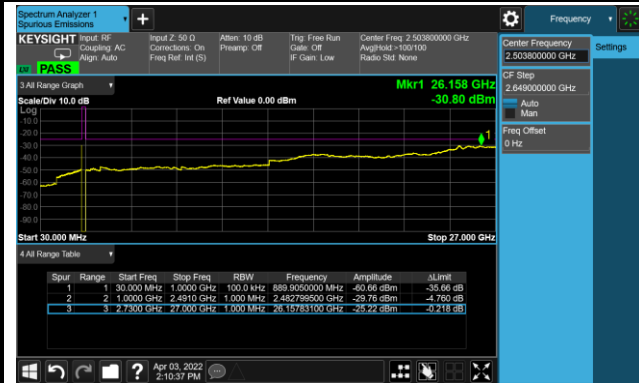 Spectrum Analyzer 1
Spurious Emissions
Frequency
KEYSIGHT
Input: RF
Coupling: AC
Align: Auto
Input Z: 50 Ω
Corrections: On
Freq Ref: Int (S)
Atten: 10 dB
Preamp: Off
Trig: Free Run
Gate: Off
IF Gain: Low
Center Freq: 2.503800000 GHz
Avg|Hold:>100/100
Radio Std: None
PASS
Center Frequency
2.503800000 GHz
Settings
CF Step
2.649000000 GHz
Auto
Man
Freq Offset
0 Hz
3 All Range Graph
Mkr1 26.158 GHz
Scale/Div 10.0 dB
Ref Value 0.00 dBm
-30.80 dBm
Log
-10.0
-20.0
-30.0
-40.0
-50.0
-60.0
-70.0
-80.0
-90.0
1
Start 30.000 MHz
Stop 27.000 GHz
4 All Range Table
Spur Range Start Freq Stop Freq RBW Frequency Amplitude ΔLimit
1 1 30.000 MHz 1.0000 GHz 100.0 kHz 889.9050000 MHz -60.66 dBm -35.66 dB
2 2 1.0000 GHz 2.4910 GHz 1.000 MHz 2.482799500 GHz -29.76 dBm -4.760 dB
3 3 2.7300 GHz 27.000 GHz 1.000 MHz 26.15783100 GHz -25.22 dBm -0.218 dB
?
Apr 03, 2022
2:10:37 PM